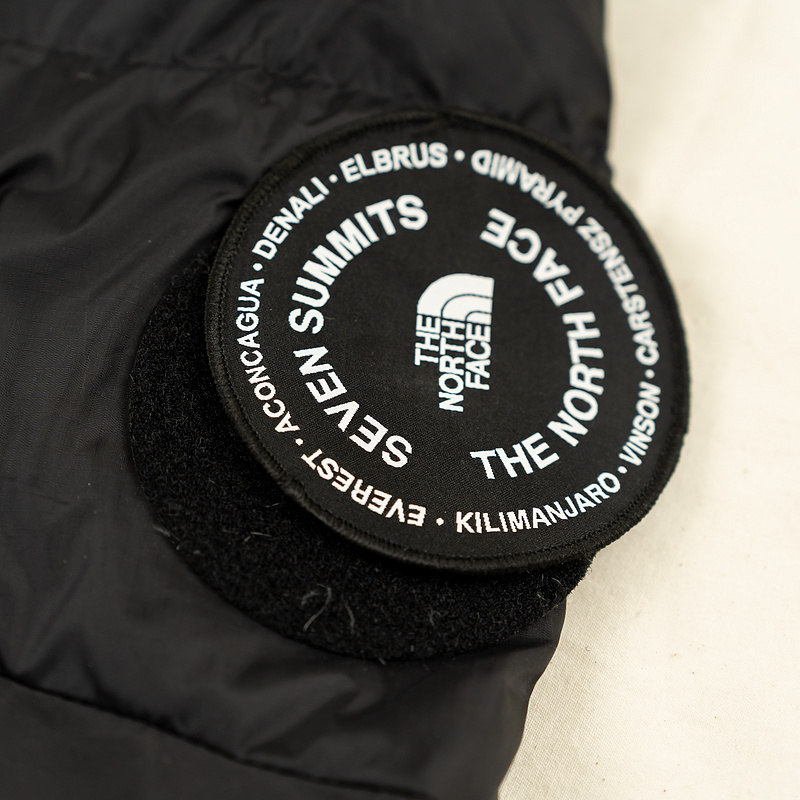 EVEREST · ACONCAGUA · DENALI · ELBRUS · CARSTENSZ PYRAMID · VINSON · KILIMANJARO ·
SEVEN SUMMITS
THE NORTH FACE
THE
NORTH
FACE